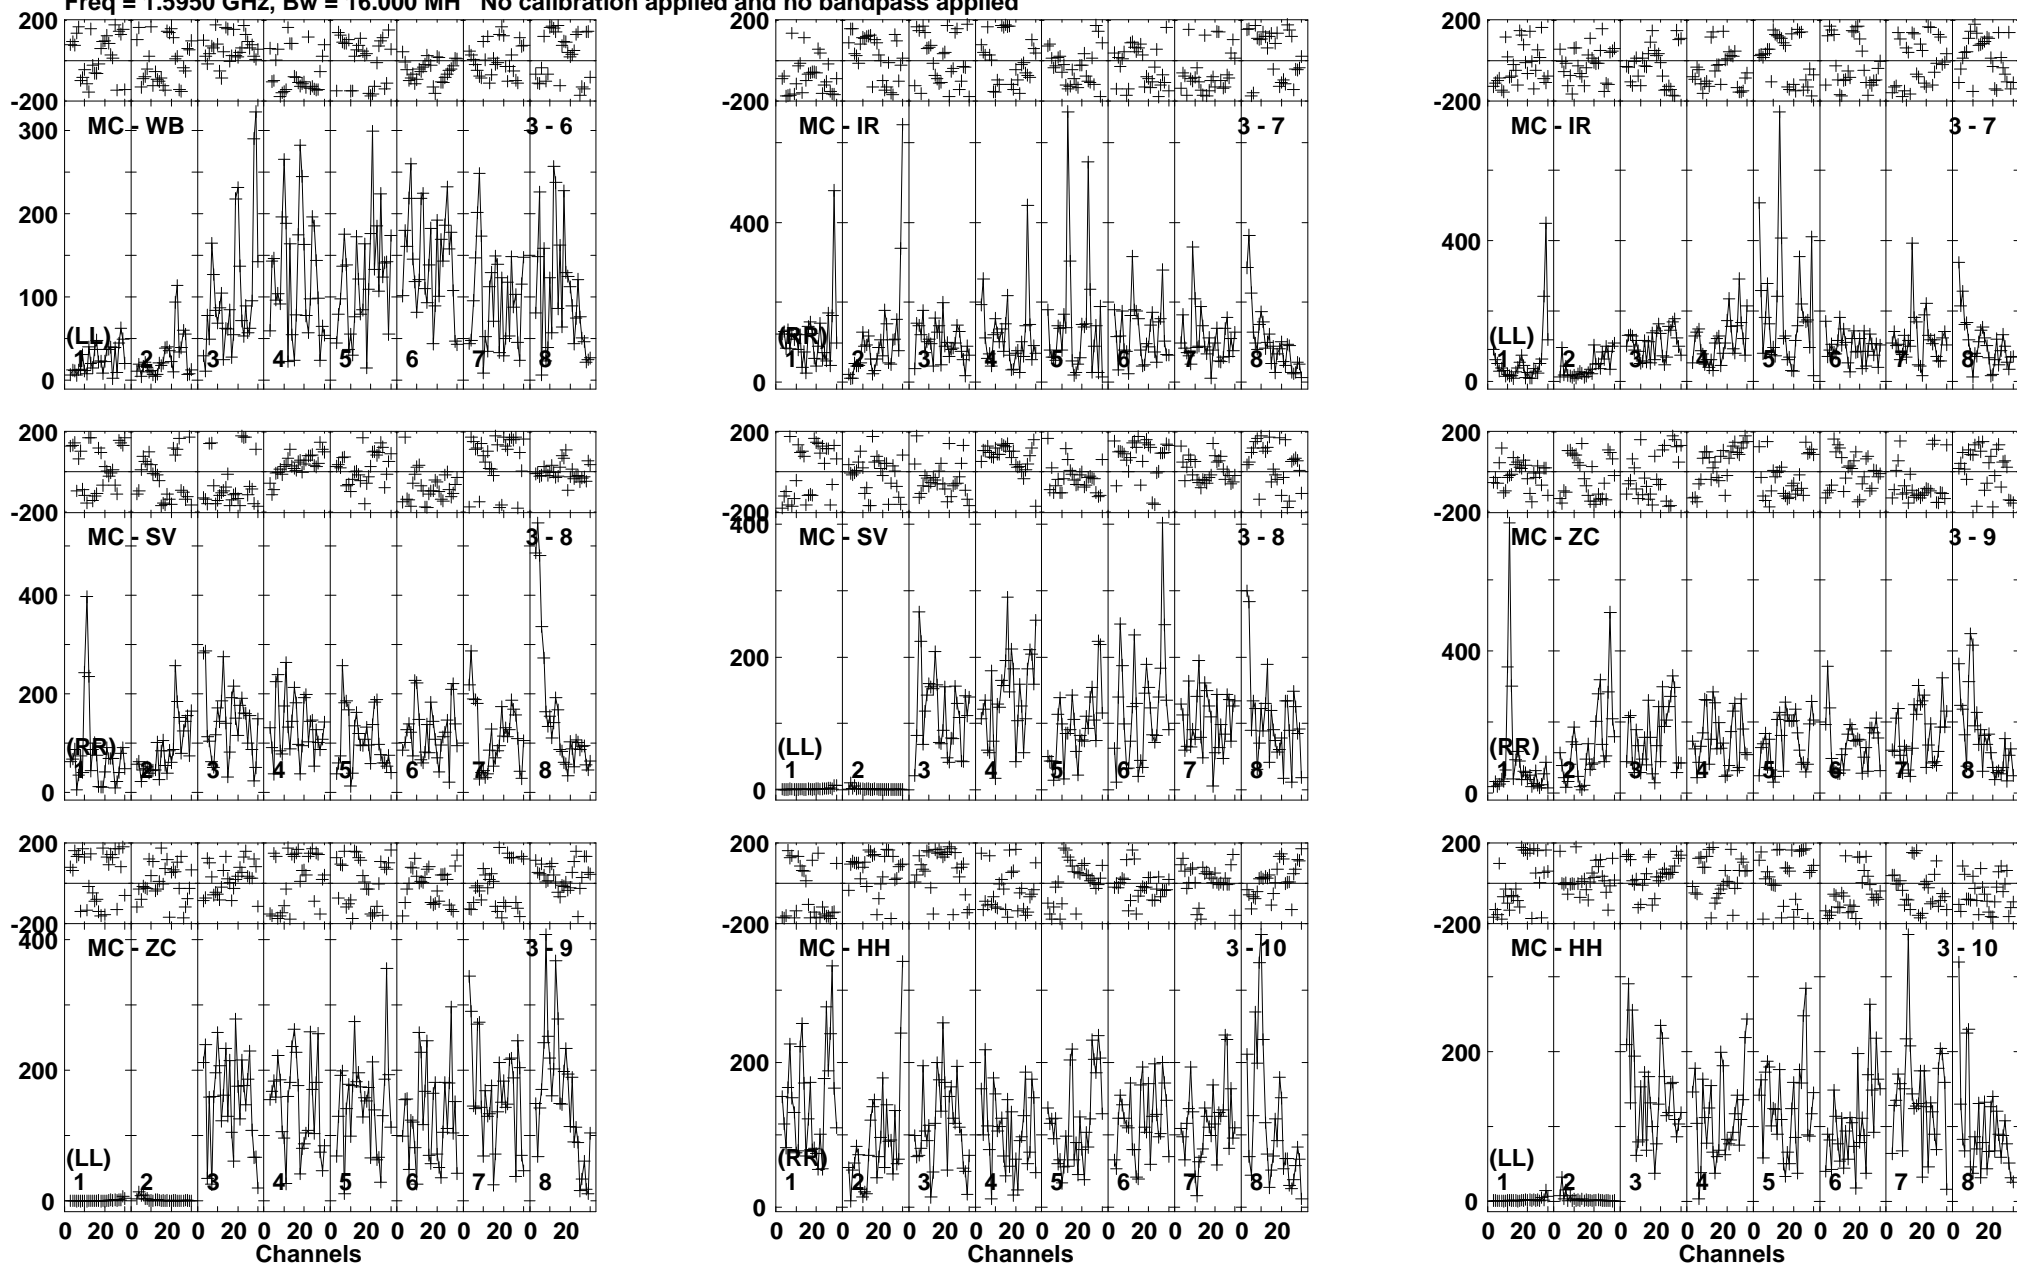 Freq = 1.5950 GHz, Bw = 16.000 MH No calibration applied and no bandpass applied
200
-200
300
200
100
0
MC - WB 3 - 6
(LL)
1 2 3 4 5 6 7 8
200
-200
400
0
MC - IR 3 - 7
(RR)
1 2 3 4 5 6 7 8
200
-200
400
0
MC - IR 3 - 7
(LL)
1 2 3 4 5 6 7 8
200
-200
400
200
0
MC - SV 3 - 8
(RR)
1 2 3 4 5 6 7 8
200
-200
400
200
0
MC - SV 3 - 8
(LL)
1 2 3 4 5 6 7 8
200
-200
400
0
MC - ZC 3 - 9
(RR)
1 2 3 4 5 6 7 8
200
-200
400
200
0
MC - ZC 3 - 9
(LL)
1 2 3 4 5 6 7 8
0 20 0 20 0 20 0 20 0 20 0 20 0 20 0 20
Channels
200
-200
200
0
MC - HH 3 - 10
(RR)
1 2 3 4 5 6 7 8
0 20 0 20 0 20 0 20 0 20 0 20 0 20 0 20
Channels
200
-200
200
0
MC - HH 3 - 10
(LL)
1 2 3 4 5 6 7 8
0 20 0 20 0 20 0 20 0 20 0 20 0 20 0 20
Channels